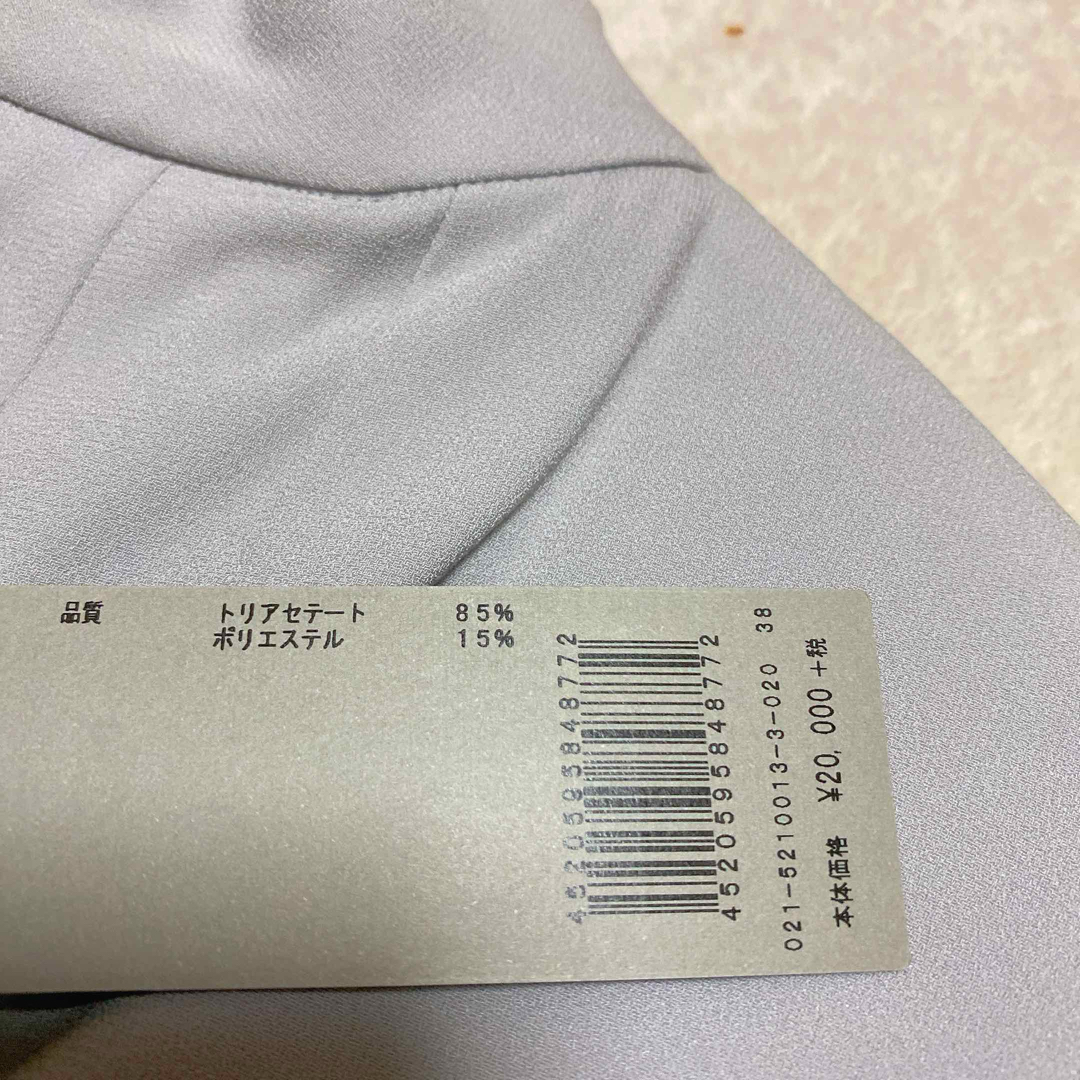 品質 トリアセテート 85%
ポリエステル 15%
4520595848772
4520595848772
021-5210013-3-020 38
本体価格 ¥20,000+税